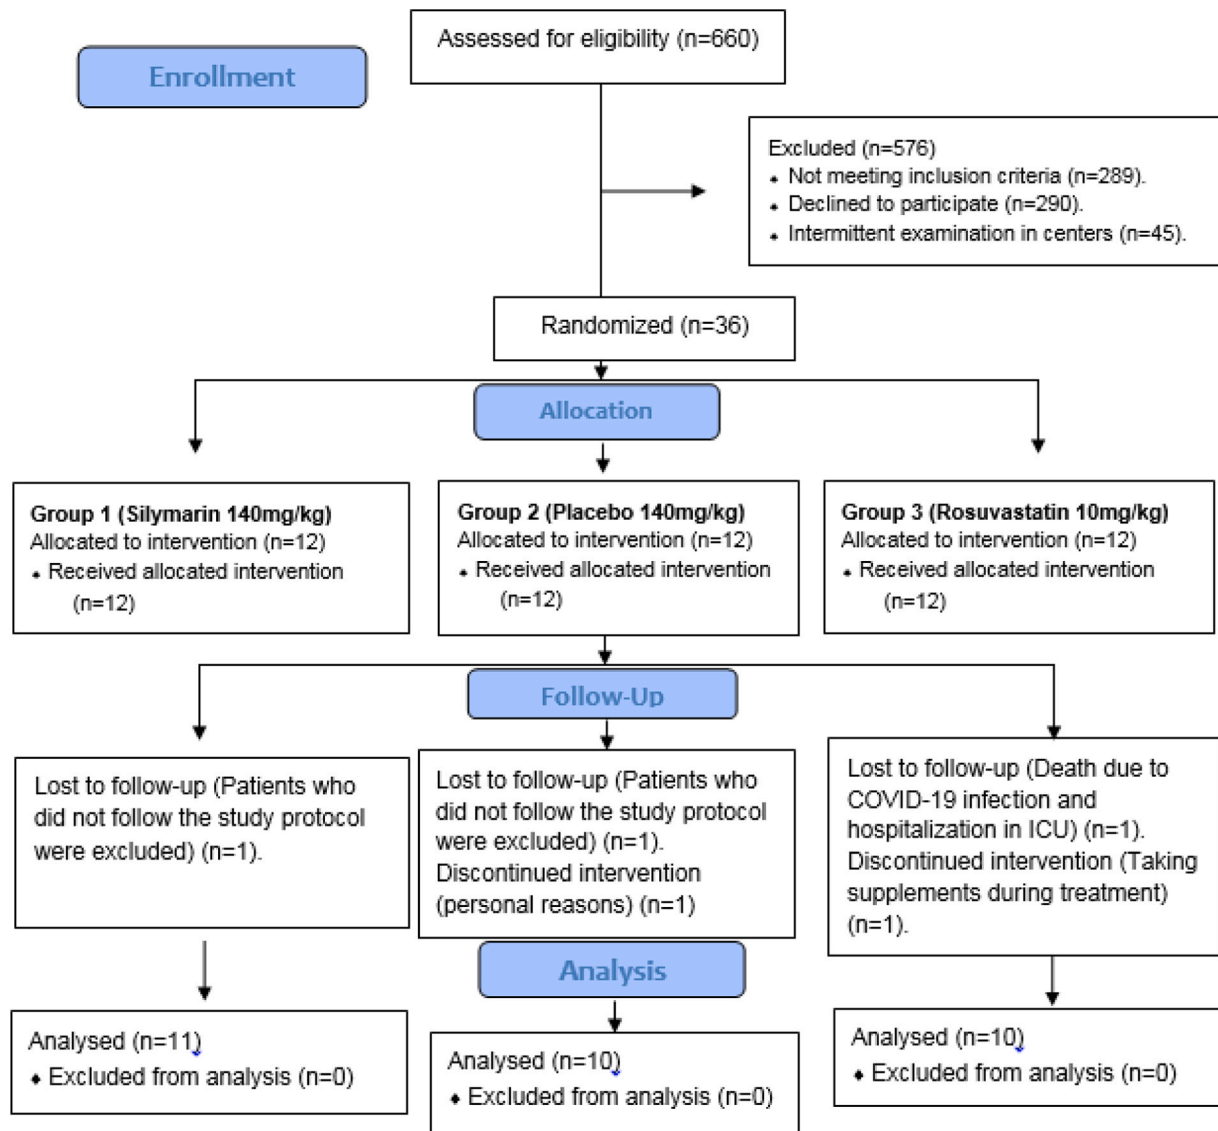 Assessed for eligibility (n=660)
Enrollment
Excluded (n=576)
⬥ Not meeting inclusion criteria (n=289).
⬥ Declined to participate (n=290).
⬥ Intermittent examination in centers (n=45).
Randomized (n=36)
Allocation
Group 1 (Silymarin 140mg/kg)
Allocated to intervention (n=12)
⬥ Received allocated intervention
(n=12)
Group 2 (Placebo 140mg/kg)
Allocated to intervention (n=12)
⬥ Received allocated intervention
(n=12)
Group 3 (Rosuvastatin 10mg/kg)
Allocated to intervention (n=12)
⬥ Received allocated intervention
(n=12)
Follow-Up
Lost to follow-up (Patients who
did not follow the study protocol
were excluded) (n=1).
Lost to follow-up (Patients who
did not follow the study protocol
were excluded) (n=1).
Discontinued intervention
(personal reasons) (n=1)
Lost to follow-up (Death due to
COVID-19 infection and
hospitalization in ICU) (n=1).
Discontinued intervention (Taking
supplements during treatment)
(n=1).
Analysis
Analysed (n=11)
⬥ Excluded from analysis (n=0)
Analysed (n=10)
⬥ Excluded from analysis (n=0)
Analysed (n=10)
⬥ Excluded from analysis (n=0)